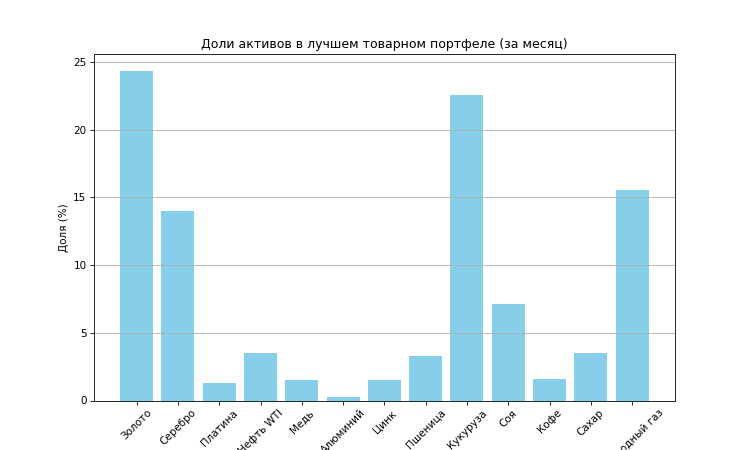 Доли активов в лучшем товарном портфеле (за месяц)
Доля (%)
25
20
15
10
5
0
Золото
Серебро
Платина
Нефть WTI
Медь
Алюминий
Цинк
Пшеница
Кукуруза
Соя
Кофе
Сахар
газ